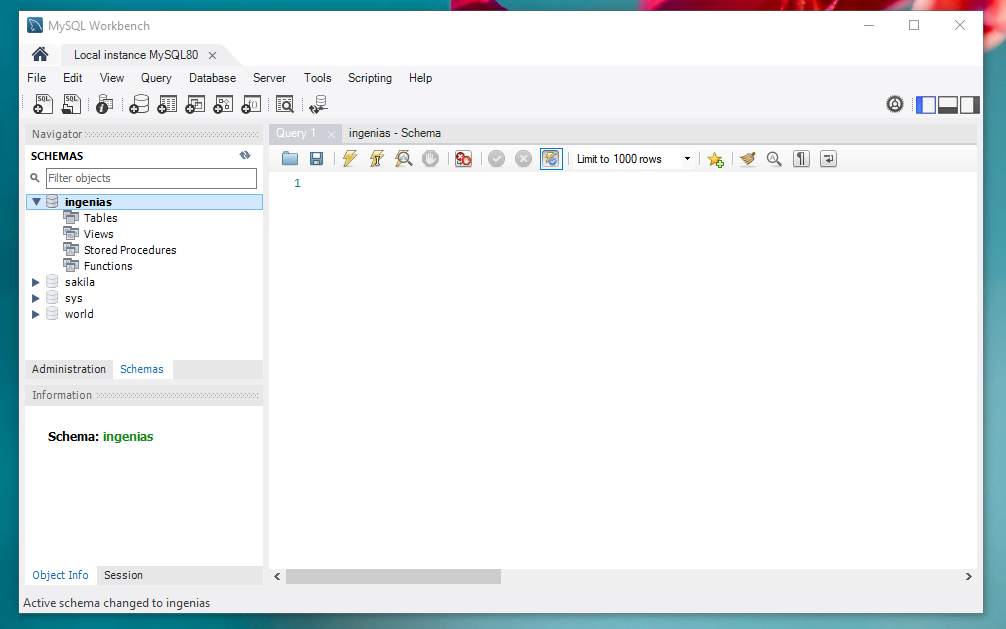 MySQL Workbench
Local instance MySQL80
File Edit View Query Database Server Tools Scripting Help
Navigator
SCHEMAS
Filter objects
ingenias
Tables
Views
Stored Procedures
Functions
sakila
sys
world
Administration Schemas
Information
Schema: ingenias
Object Info Session
Query 1 ingenias - Schema
Limit to 1000 rows
1
Active schema changed to ingenias